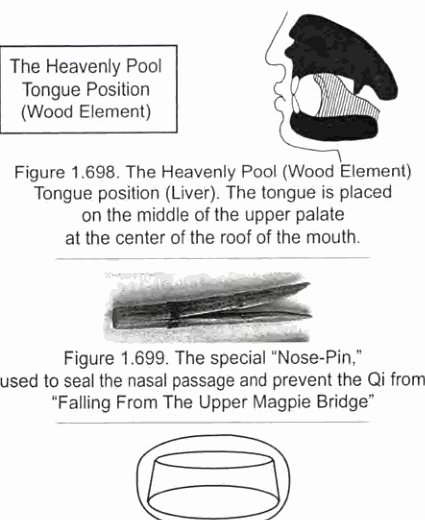 The Heavenly Pool
Tongue Position
(Wood Element)
Figure 1.698. The Heavenly Pool (Wood Element)
Tongue position (Liver). The tongue is placed
on the middle of the upper palate
at the center of the roof of the mouth.
Figure 1.699. The special “Nose-Pin,”
used to seal the nasal passage and prevent the Qi from
“Falling From The Upper Magpie Bridge”